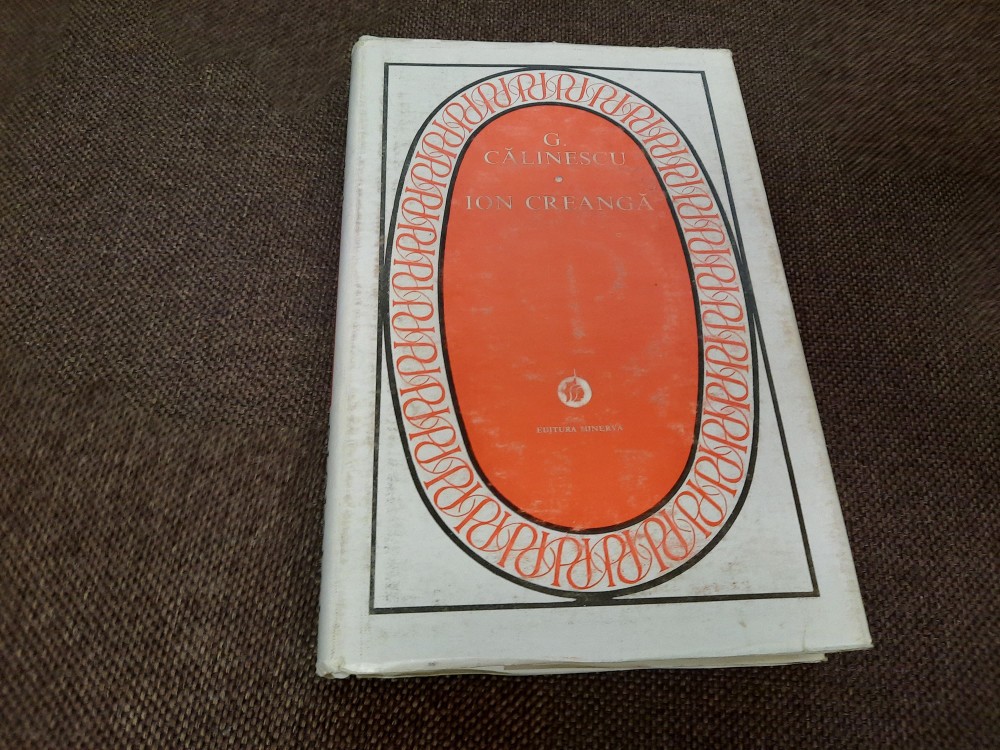 G.
CĂLINESCU
•
ION CREANGĂ
EDITURA MINERVA